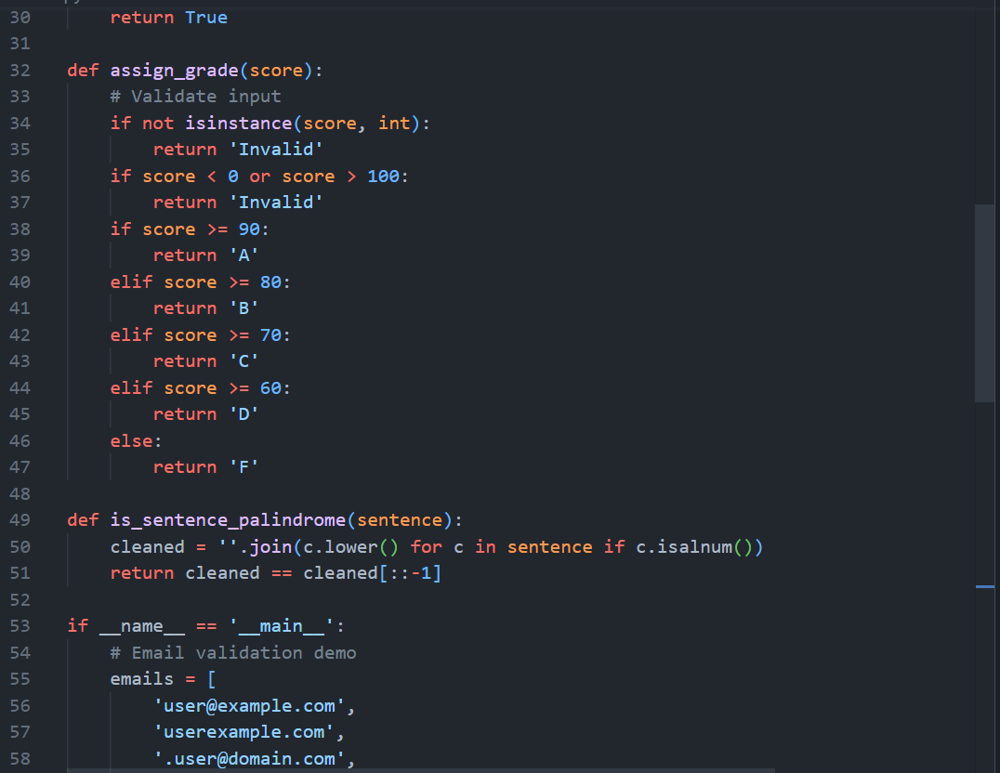 30 return True
31
32 def assign_grade(score):
33 # Validate input
34 if not isinstance(score, int):
35 return 'Invalid'
36 if score < 0 or score > 100:
37 return 'Invalid'
38 if score >= 90:
39 return 'A'
40 elif score >= 80:
41 return 'B'
42 elif score >= 70:
43 return 'C'
44 elif score >= 60:
45 return 'D'
46 else:
47 return 'F'
48
49 def is_sentence_palindrome(sentence):
50 cleaned = ''.join(c.lower() for c in sentence if c.isalnum())
51 return cleaned == cleaned[::-1]
52
53 if __name__ == '__main__':
54 # Email validation demo
55 emails = [
56 'user@example.com',
57 'userexample.com',
58 '.user@domain.com',